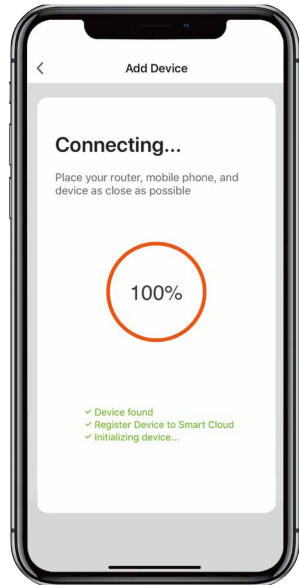 Add Device
Connecting...
Place your router, mobile phone, and
device as close as possible
100%
✓ Device found
✓ Register Device to Smart Cloud
✓ Initializing device...